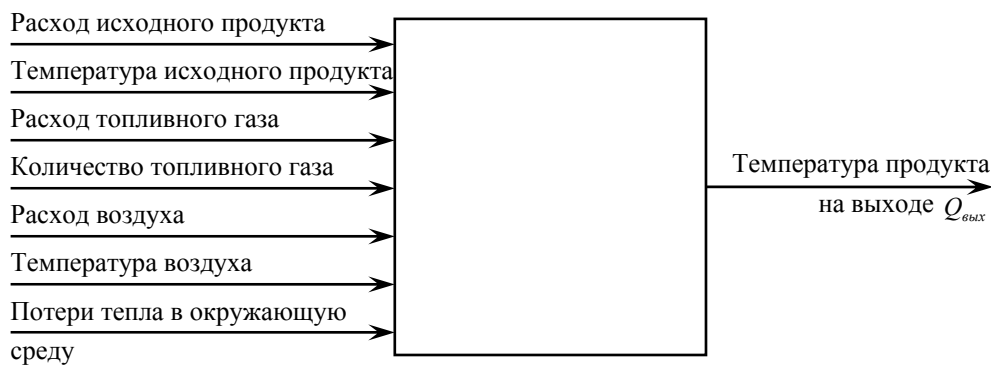 Расход исходного продукта
Температура исходного продукта
Расход топливного газа
Количество топливного газа
Расход воздуха
Температура воздуха
Потери тепла в окружающую
среду
Температура продукта
на выходе Qвых